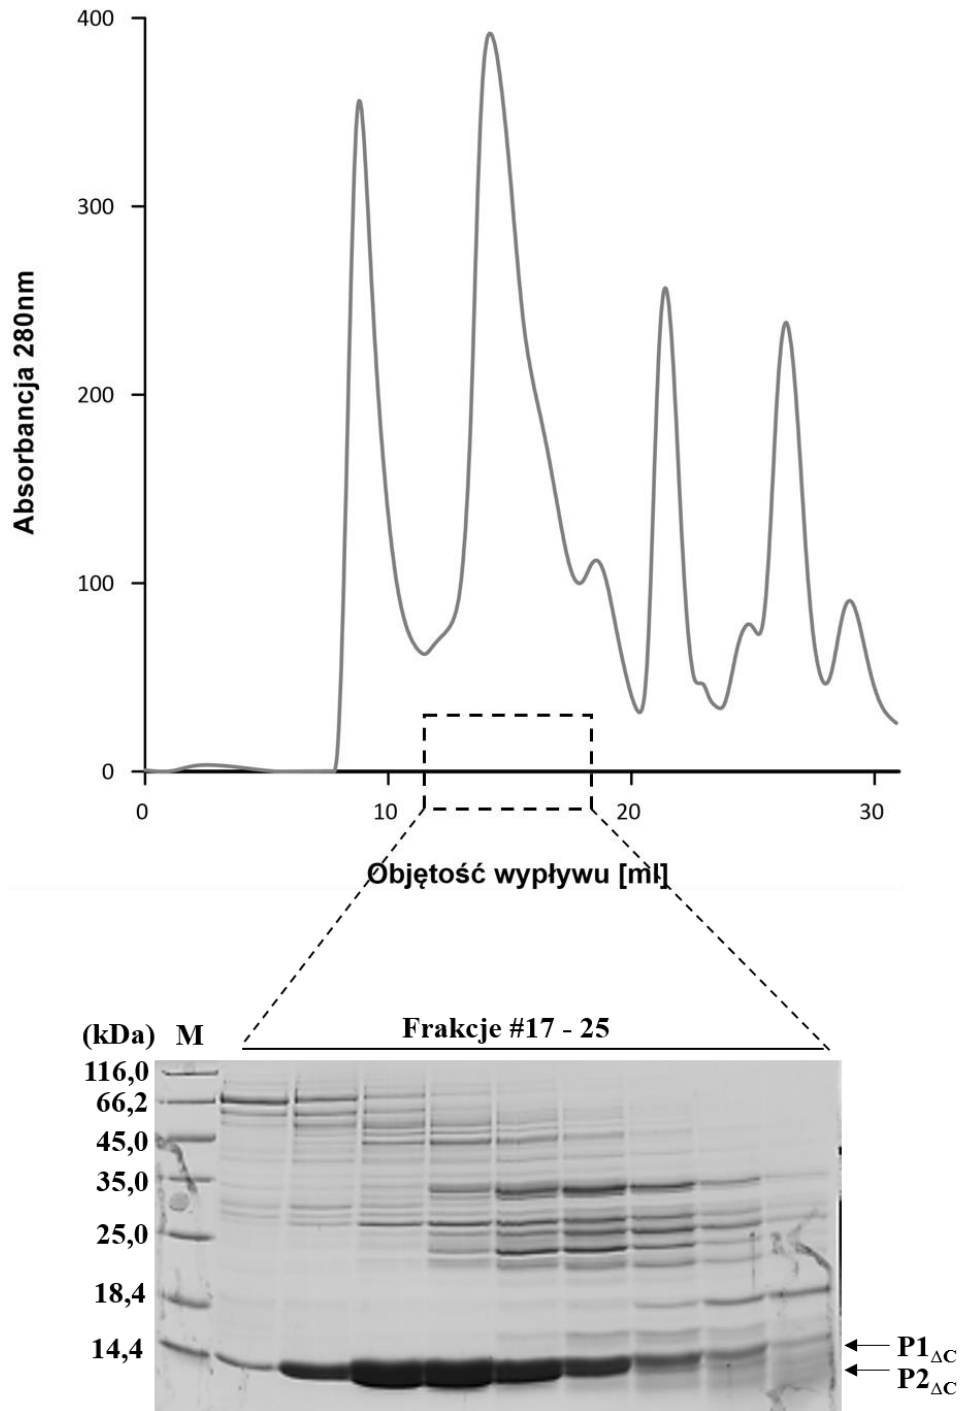 400
300
200
100
0
Absorbancja 280nm
0 10 20 30
Objętość wypływu [ml]
(kDa) M Frakcje #17 - 25
116,0
66,2
45,0
35,0
25,0
18,4
14,4
P1ΔC
P2ΔC